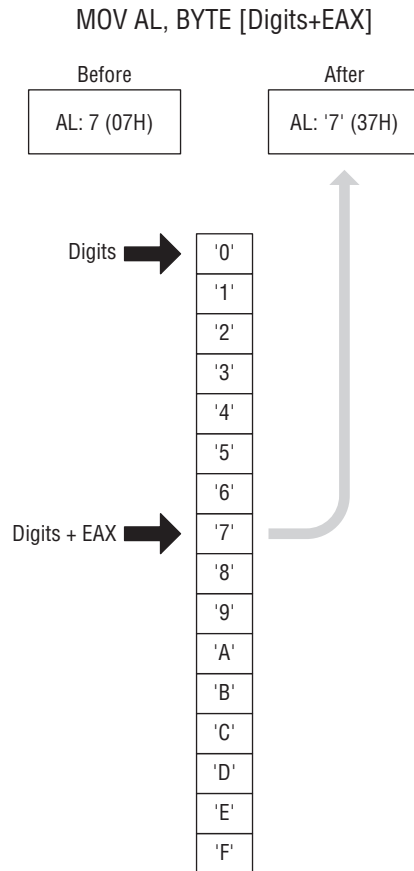 MOV AL, BYTE [Digits+EAX]
Before
After
AL: 7 (07H)
AL: '7' (37H)
Digits
'0'
'1'
'2'
'3'
'4'
'5'
'6'
Digits + EAX
'7'
'8'
'9'
'A'
'B'
'C'
'D'
'E'
'F'